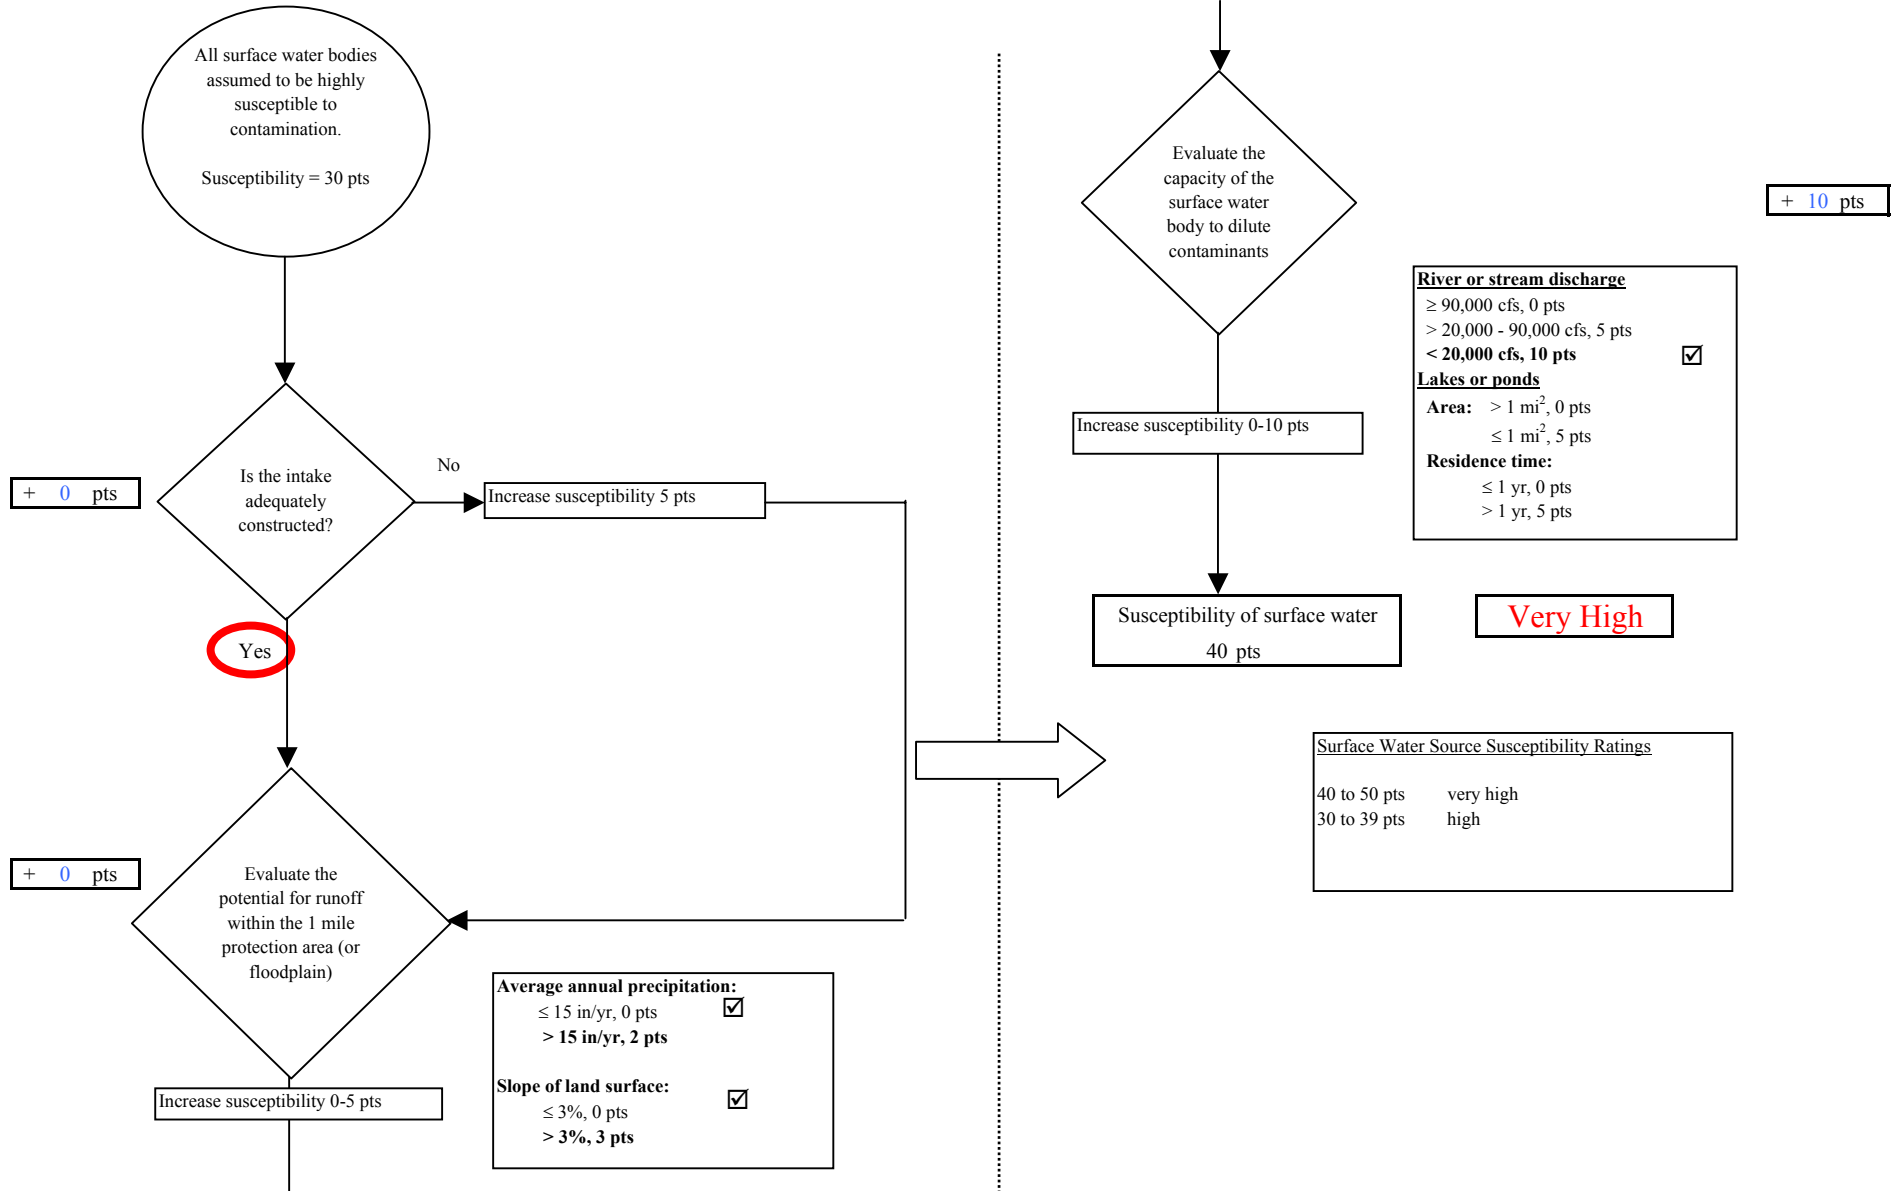 All surface water bodies
assumed to be highly
susceptible to
contamination.
Susceptibility = 30 pts
+ 0 pts
Is the intake
adequately
constructed?
No
Increase susceptibility 5 pts
Yes
+ 0 pts
Evaluate the
potential for runoff
within the 1 mile
protection area (or
floodplain)
Average annual precipitation:
≤ 15 in/yr, 0 pts
> 15 in/yr, 2 pts
Slope of land surface:
≤ 3%, 0 pts
> 3%, 3 pts
Increase susceptibility 0-5 pts
Evaluate the
capacity of the
surface water
body to dilute
contaminants
+ 10 pts
River or stream discharge
≥ 90,000 cfs, 0 pts
> 20,000 - 90,000 cfs, 5 pts
< 20,000 cfs, 10 pts
Lakes or ponds
Area: > 1 mi², 0 pts
≤ 1 mi², 5 pts
Residence time:
≤ 1 yr, 0 pts
> 1 yr, 5 pts
Increase susceptibility 0-10 pts
Susceptibility of surface water
40 pts
Very High
Surface Water Source Susceptibility Ratings
40 to 50 pts very high
30 to 39 pts high